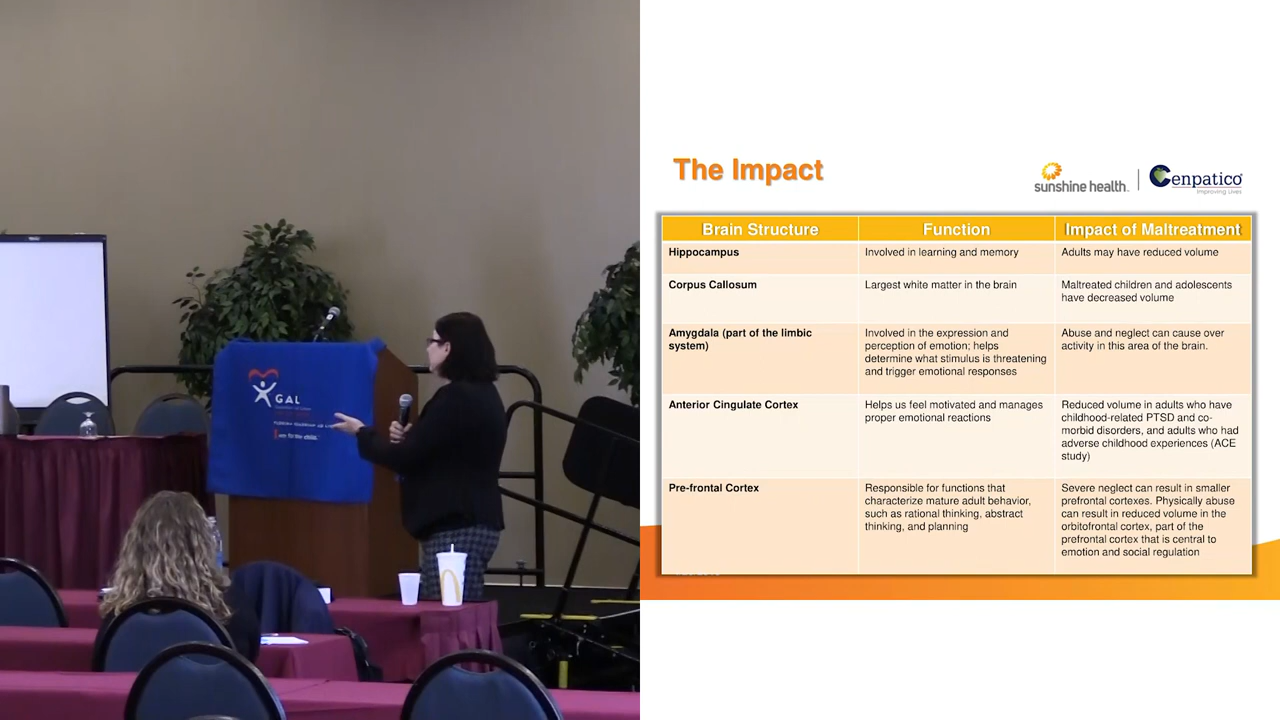 GAL
I am for the child.
The Impact
sunshine health.
Cenpatico
Improving Lives
Brain Structure
Function
Impact of Maltreatment
Hippocampus
Involved in learning and memory
Adults may have reduced volume
Corpus Callosum
Largest white matter in the brain
Maltreated children and adolescents
have decreased volume
Amygdala (part of the limbic
system)
Involved in the expression and
perception of emotion; helps
determine what stimulus is threatening
and trigger emotional responses
Abuse and neglect can cause over
activity in this area of the brain.
Anterior Cingulate Cortex
Helps us feel motivated and manages
proper emotional reactions
Reduced volume in adults who have
childhood-related PTSD and co-
morbid disorders, and adults who had
adverse childhood experiences (ACE
study)
Pre-frontal Cortex
Responsible for functions that
characterize mature adult behavior,
such as rational thinking, abstract
thinking, and planning
Severe neglect can result in smaller
prefrontal cortexes. Physically abuse
can result in reduced volume in the
orbitofrontal cortex, part of the
prefrontal cortex that is central to
emotion and social regulation